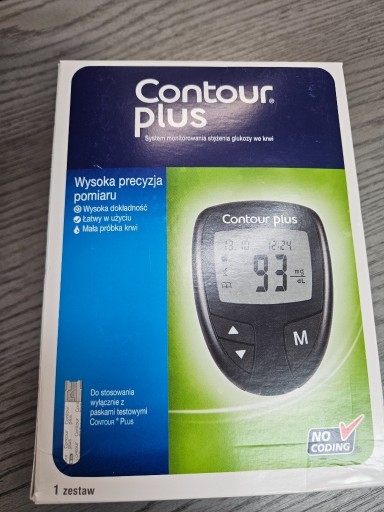 Contour®
plus
System monitorowania stężenia glukozy we krwi
Wysoka precyzja
pomiaru
Wysoka dokładność
Łatwy w użyciu
Mała próbka krwi
Contour plus
13.10 12:24
93 mg/dL
M
Do stosowania
wyłącznie z
paskami testowymi
CONTOUR® PLUS
NO
CODING
1 zestaw